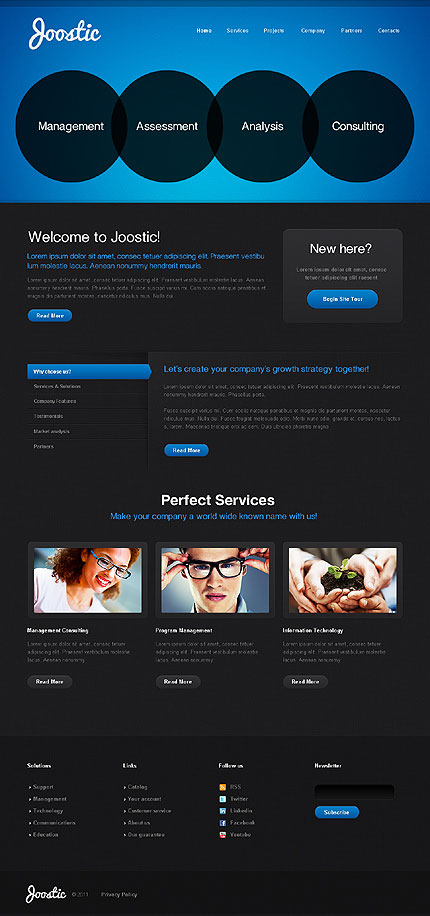 Joostic
Home Services Projects Company Partners Contacts
Management Assessment Analysis Consulting
Welcome to Joostic!
Lorem ipsum dolor sit amet, consec tetuer adipiscing elit. Praesent vestibu
lum molestie lacus. Aenean nonummy hendrerit mauris.
Lorem ipsum dolor sit amet, consec tetuer adipiscing elit. Praesent vestibulum molestie lacus. Aenean
nonummy hendrerit mauris. Phasellus porta. Fusce suscipit varius mi. Cum sociis natoque penatibus et
magnis dis parturient montes, nascetur ridiculus mus. Nulla dui.
Read More
New here?
Lorem ipsum dolor sit amet, consec
tetuer adipiscing elit raesent
Begin Site Tour
Why choose us?
Services & Solutions
Company Features
Testimonials
Market analysis
Partners
Let's create your company's growth strategy together!
Lorem ipsum dolor sit amet, consec tetuer adipiscing elit. Praesent vestibulum molestie lacus. Aenean
nonummy hendrerit mauris. Phasellus porta.
Fusce suscipit varius mi. Cum sociis natoque penatibus et magnis dis parturient montes, nascetur
ridiculus mus. Nulla dui. Fusce feugiat malesuada odio. Morbi nunc odio, gravida at, cursus nec, luctus
a, lorem. Maecenas tristique orci ac sem. Duis ultricies pharetra magna.
Read More
Perfect Services
Make your company a world wide known name with us!
Management Consulting
Lorem ipsum dolor sit amet, consec tetuer
adipiscing elit. Praesent vestibulum molestie
lacus. Aenean nonummy
Read More
Program Management
Lorem ipsum dolor sit amet, consec tetuer
adipiscing elit. Praesent vestibulum molestie
lacus. Aenean nonummy
Read More
Information Technology
Lorem ipsum dolor sit amet, consec tetuer
adipiscing elit. Praesent vestibulum molestie
lacus. Aenean nonummy
Read More
Solutions
Support
Management
Technology
Communications
Education
Links
Catalog
Your account
Customer service
About us
Our guarantee
Follow us
RSS
Twitter
Linkedin
Facebook
Youtube
Newsletter
Subscribe
Joostic © 2011 Privacy Policy